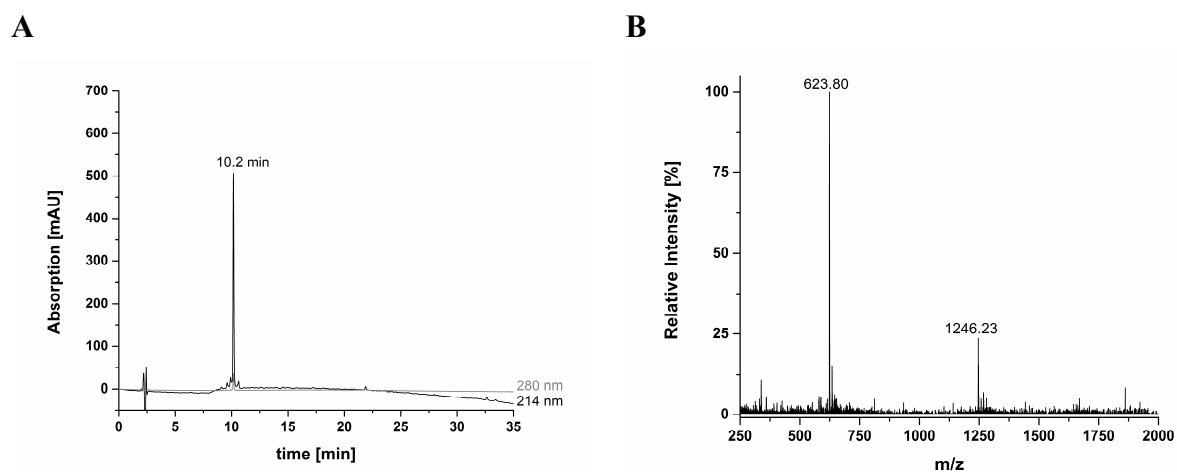 A
B
700
600
500
400
300
200
100
0
Absorption [mAU]
10.2 min
280 nm
214 nm
0 5 10 15 20 25 30 35
time [min]
100
75
50
25
0
Relative Intensity [%]
623.80
1246.23
250 500 750 1000 1250 1500 1750 2000
m/z